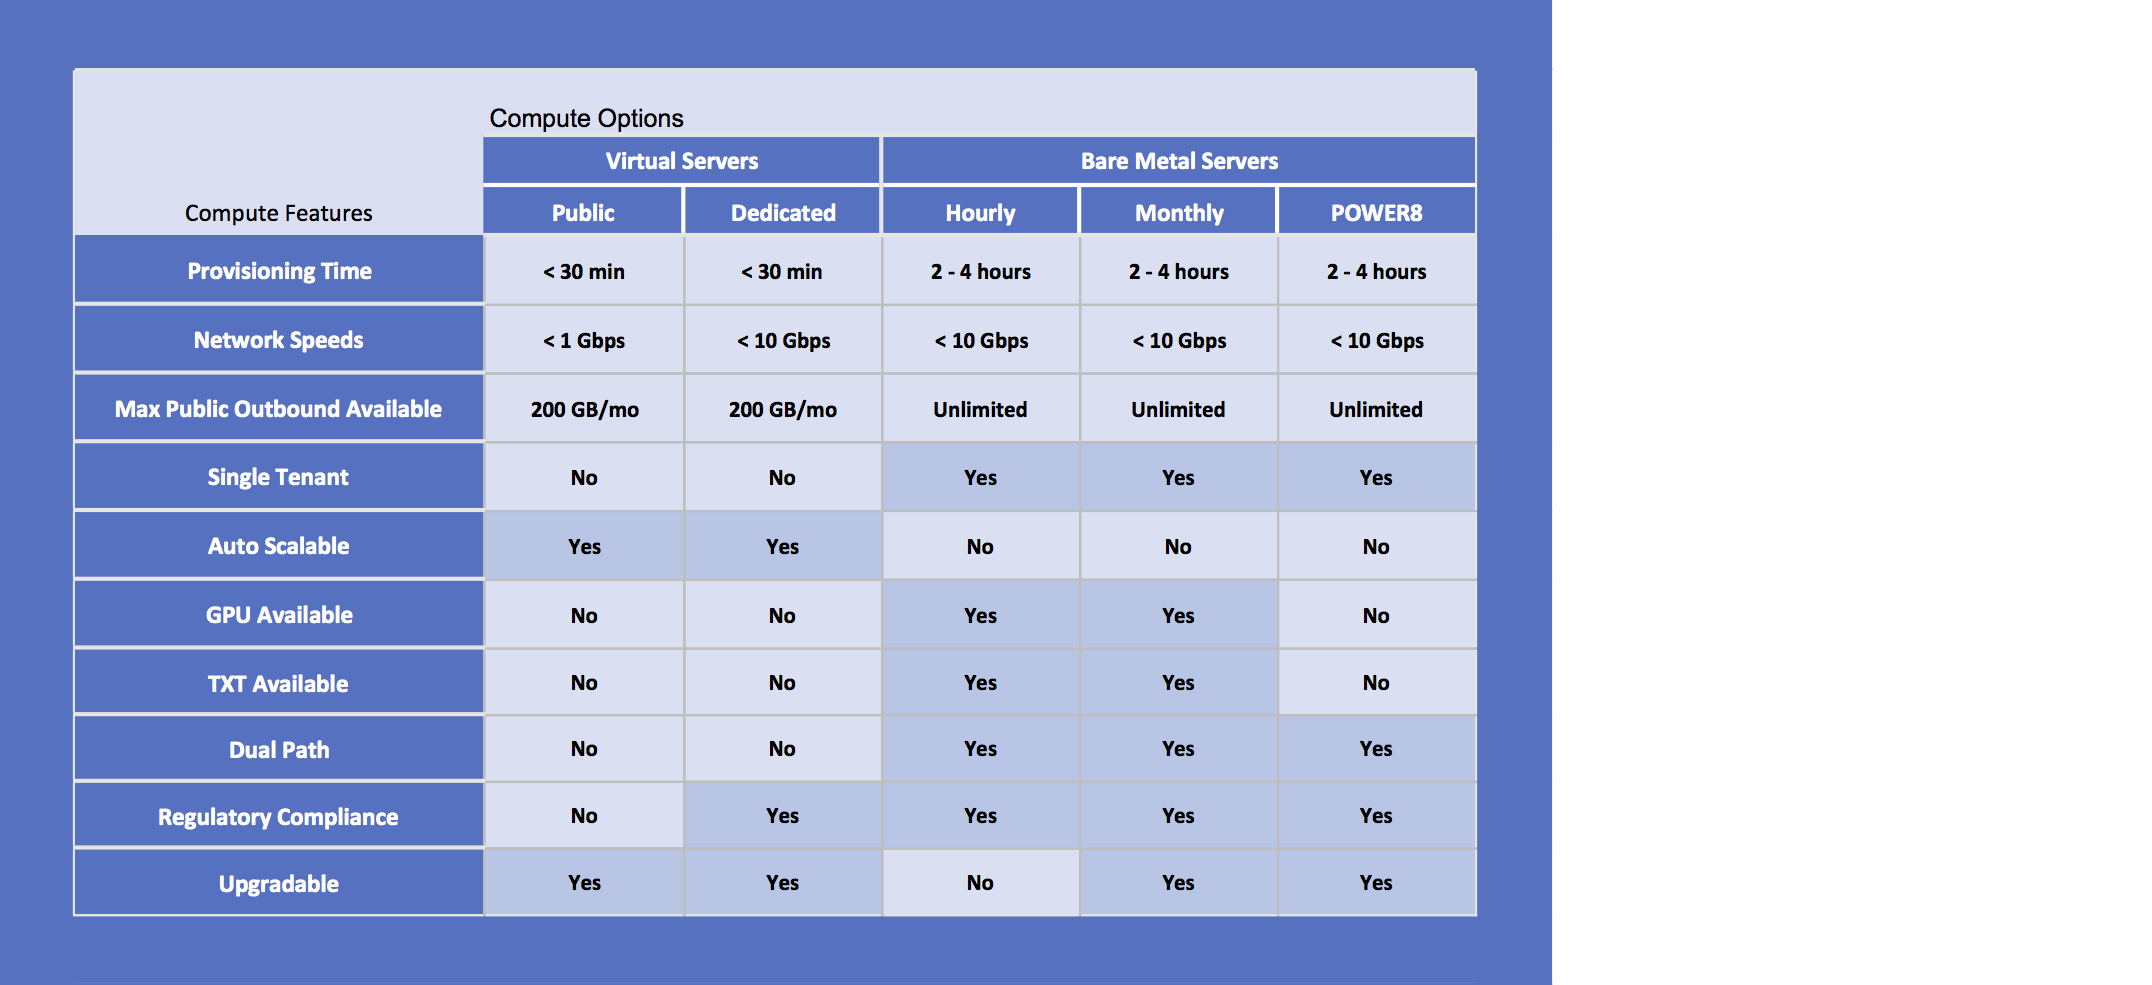 Compute Options
Virtual Servers Bare Metal Servers
Compute Features Public Dedicated Hourly Monthly POWER8
Provisioning Time < 30 min < 30 min 2 - 4 hours 2 - 4 hours 2 - 4 hours
Network Speeds < 1 Gbps < 10 Gbps < 10 Gbps < 10 Gbps < 10 Gbps
Max Public Outbound Available 200 GB/mo 200 GB/mo Unlimited Unlimited Unlimited
Single Tenant No No Yes Yes Yes
Auto Scalable Yes Yes No No No
GPU Available No No Yes Yes No
TXT Available No No Yes Yes No
Dual Path No No Yes Yes Yes
Regulatory Compliance No Yes Yes Yes Yes
Upgradable Yes Yes No Yes Yes